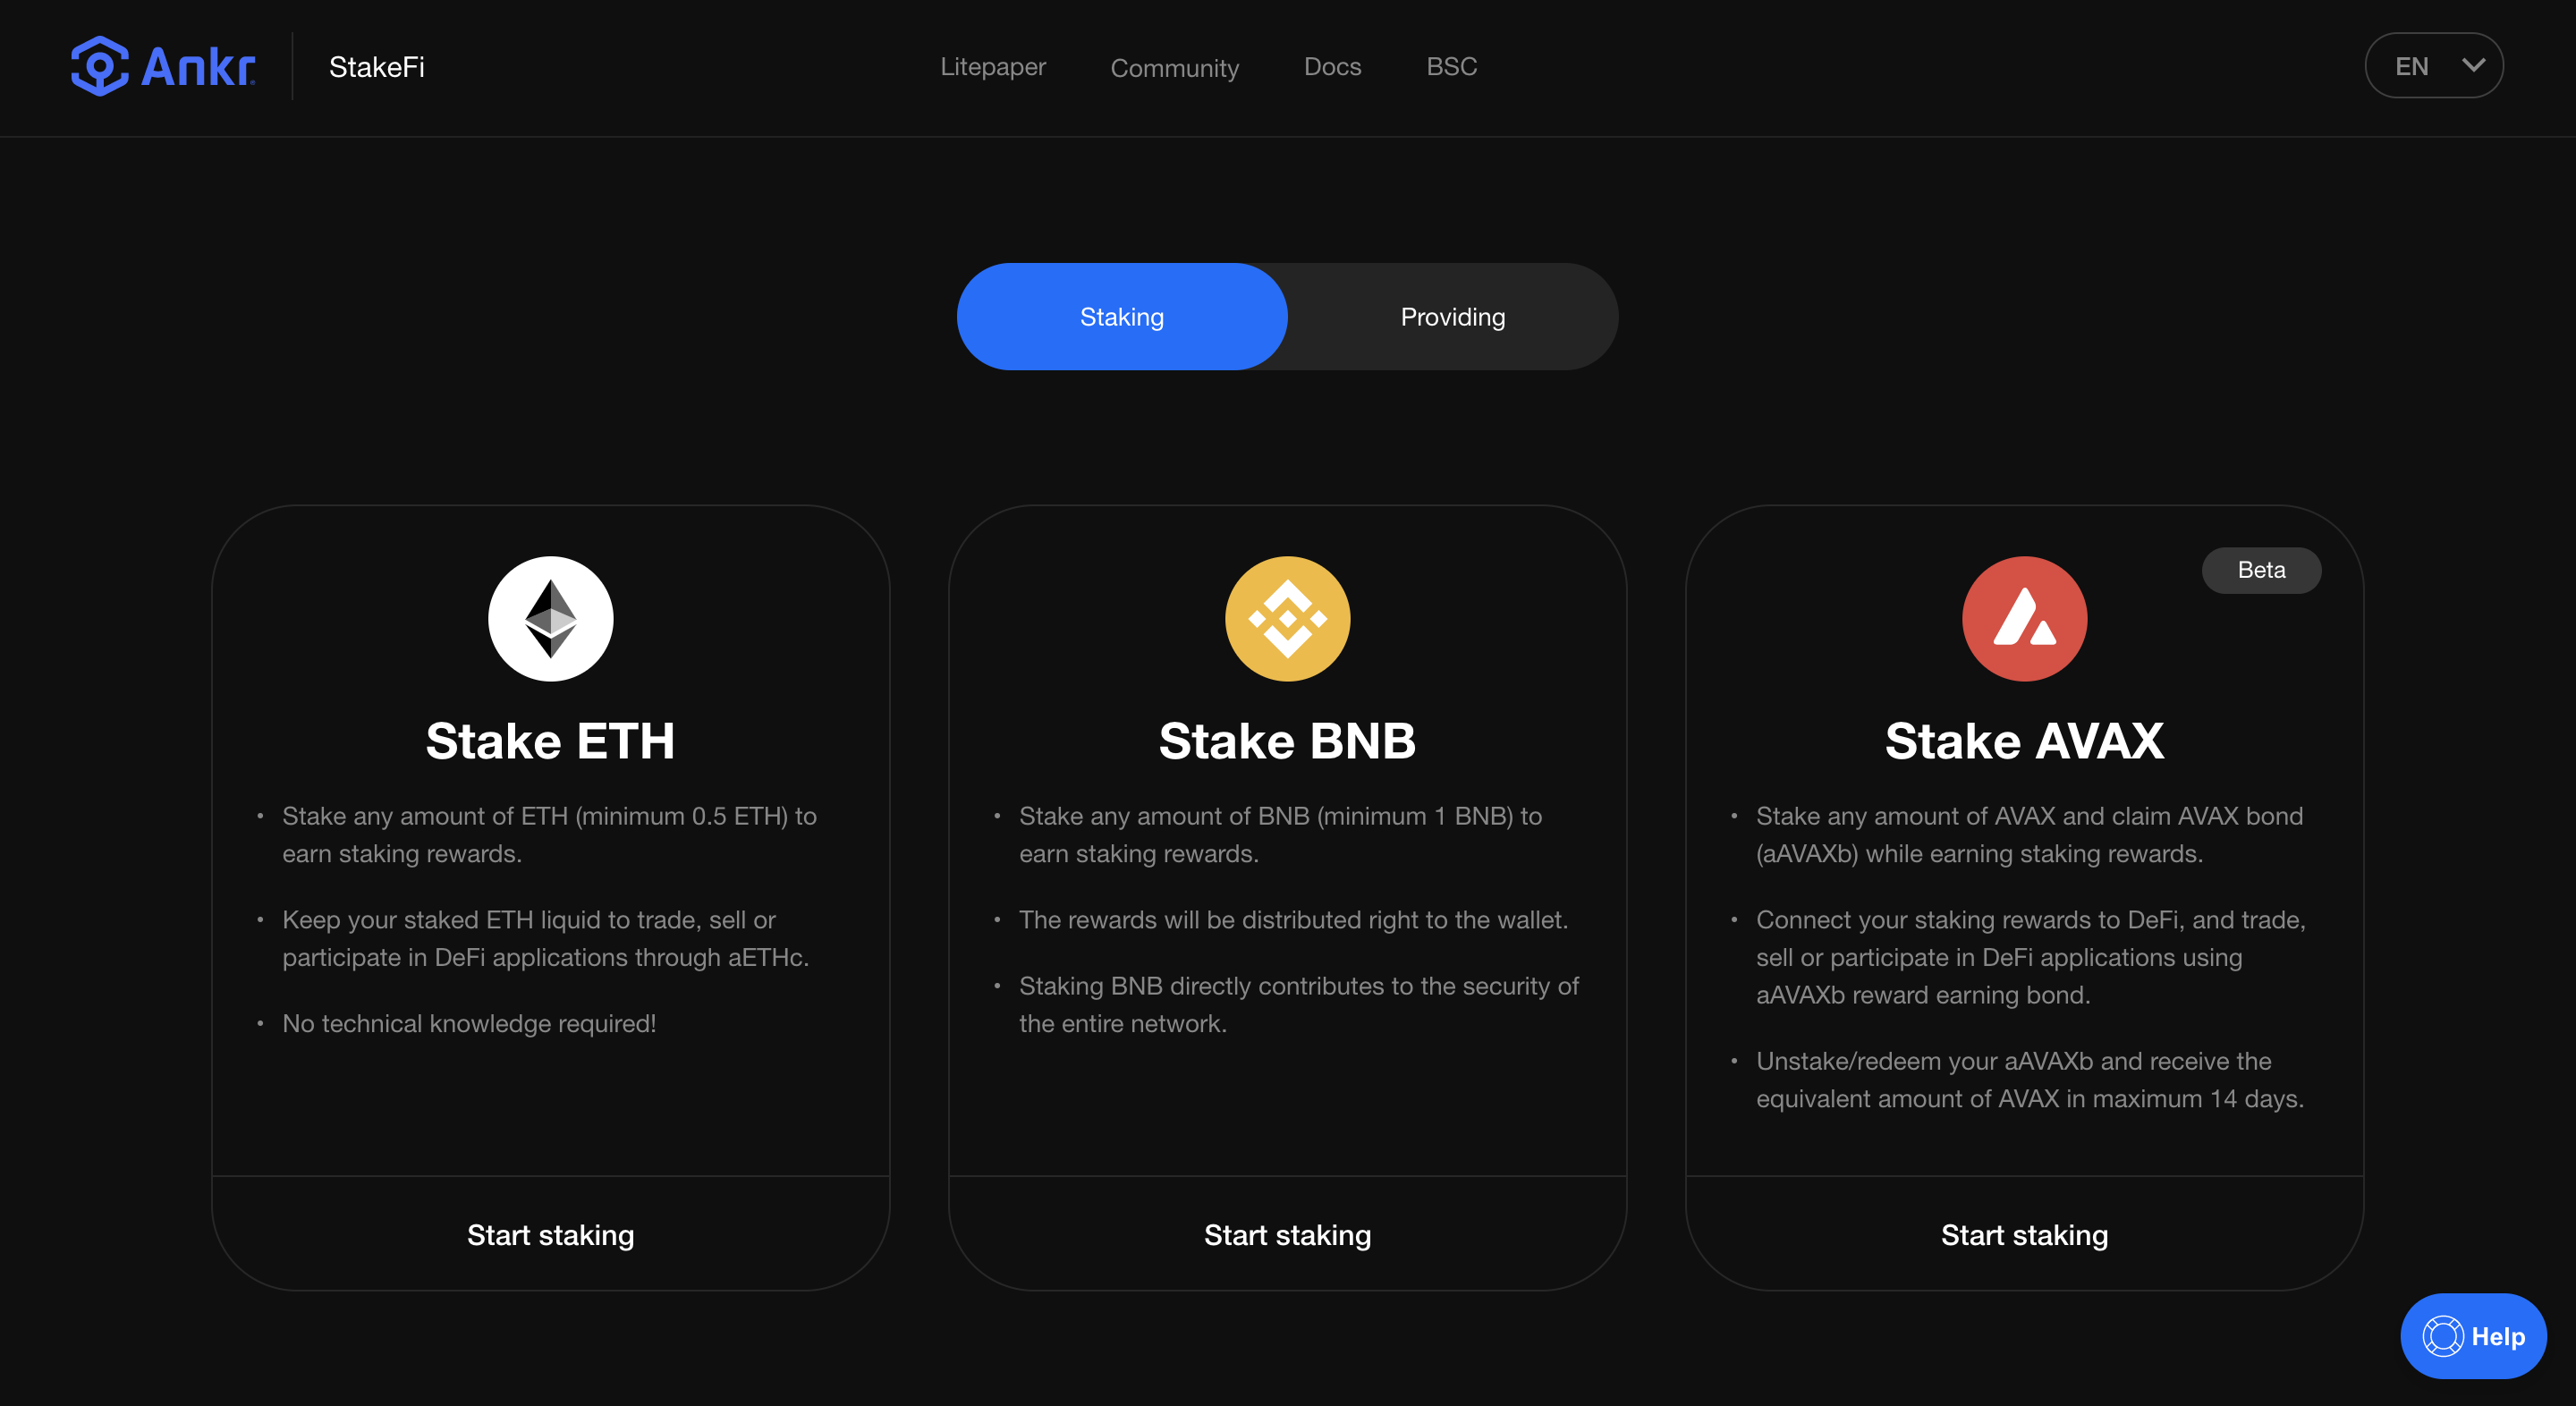 Ankr
StakeFi
Litepaper
Community
Docs
BSC
EN
Staking
Providing
Stake ETH
• Stake any amount of ETH (minimum 0.5 ETH) to
earn staking rewards.
• Keep your staked ETH liquid to trade, sell or
participate in DeFi applications through aETHc.
• No technical knowledge required!
Start staking
Stake BNB
• Stake any amount of BNB (minimum 1 BNB) to
earn staking rewards.
• The rewards will be distributed right to the wallet.
• Staking BNB directly contributes to the security of
the entire network.
Start staking
Beta
Stake AVAX
• Stake any amount of AVAX and claim AVAX bond
(aAVAXb) while earning staking rewards.
• Connect your staking rewards to DeFi, and trade,
sell or participate in DeFi applications using
aAVAXb reward earning bond.
• Unstake/redeem your aAVAXb and receive the
equivalent amount of AVAX in maximum 14 days.
Start staking
Help